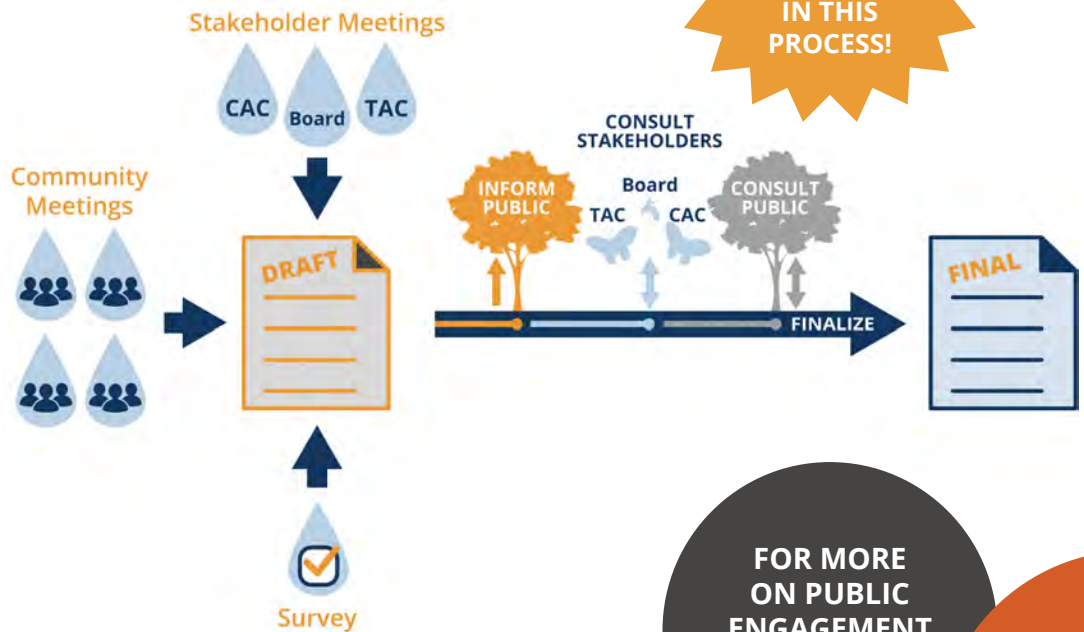 Stakeholder Meetings
CAC
Board
TAC
IN THIS
PROCESS!
Community
Meetings
DRAFT
INFORM
PUBLIC
CONSULT
STAKEHOLDERS
Board
TAC
CAC
CONSULT
PUBLIC
FINALIZE
FINAL
Survey
FOR MORE
ON PUBLIC
ENGAGEMENT